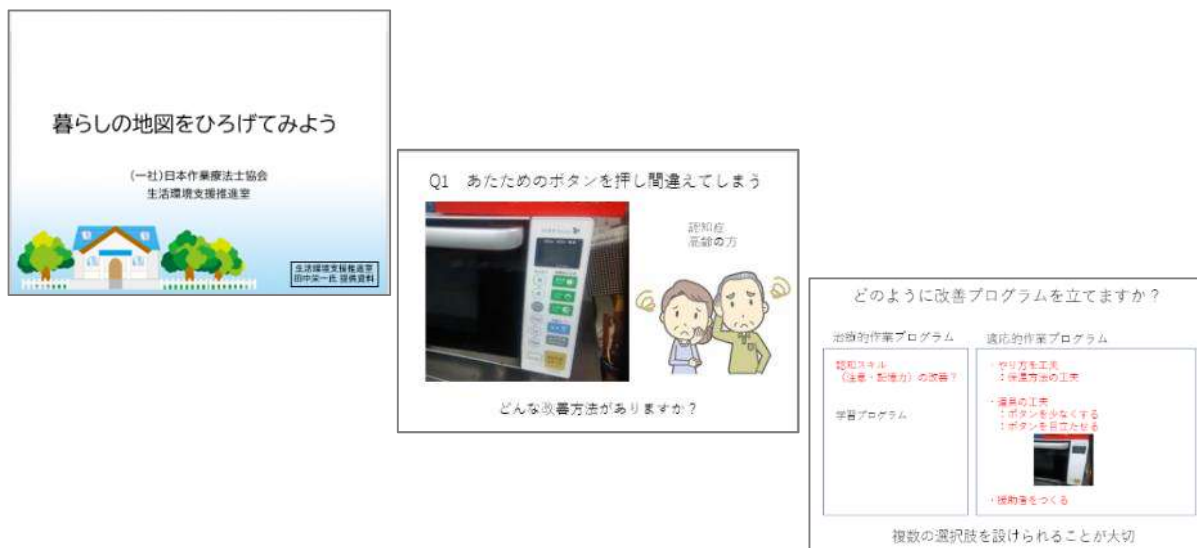 暮らしの地図をひろげてみよう
(一社)日本作業療法士協会
生活環境支援推進室
生活環境支援推進室
田中栄一氏 提供資料
Q1 あたためのボタンを押し間違えてしまう
認知症
高齢の方
どんな改善方法がありますか？
どのように改善プログラムを立てますか？
治療的作業プログラム
認知スキル
（注意・記憶力）の改善？
学習プログラム
適応的作業プログラム
・やり方を工夫
：保温方法の工夫
・道具の工夫
：ボタンを少なくする
：ボタンを目立たせる
・援助者をつくる
複数の選択肢を設けられることが大切